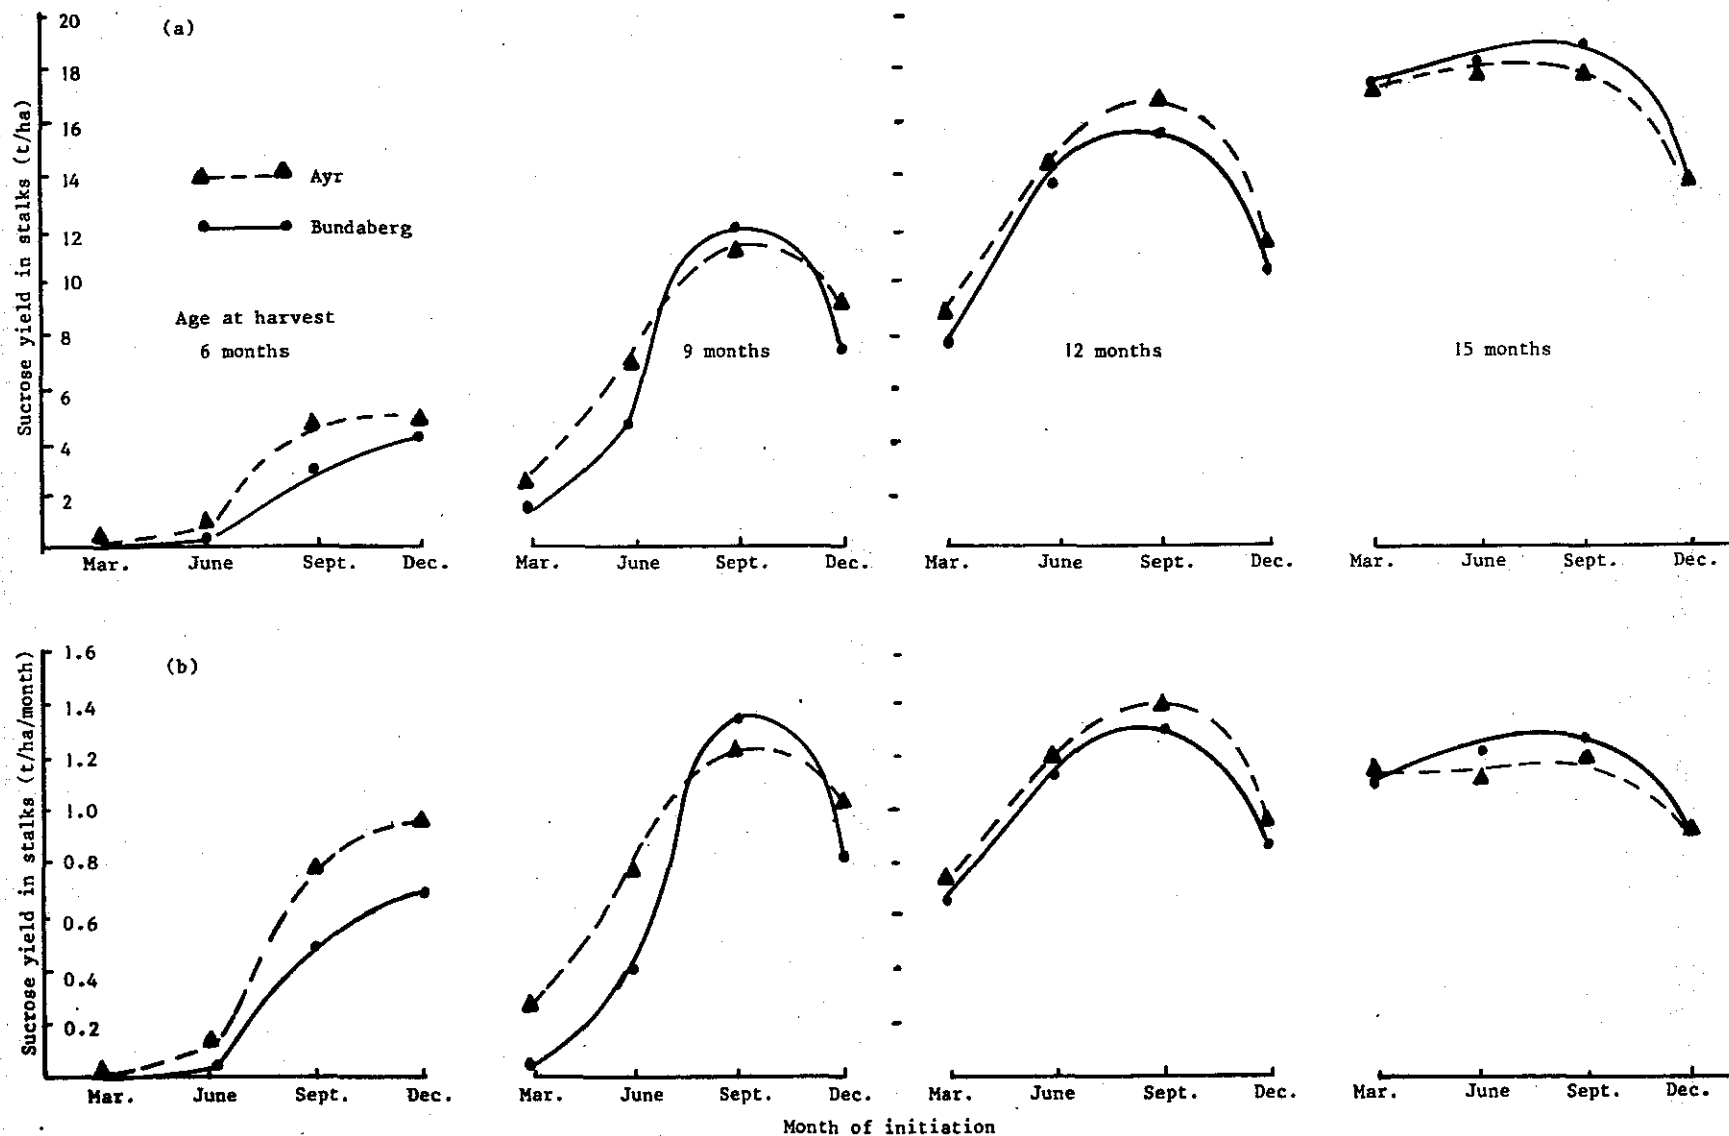 (a)
Sucrose yield in stalks (t/ha)
20
18
16
14
12
10
8
6
4
2
Ayr
Bundaberg
Age at harvest
6 months
9 months
12 months
15 months
Mar. June Sept. Dec.
Mar. June Sept. Dec.
Mar. June Sept. Dec.
Mar. June Sept. Dec.
(b)
Sucrose yield in stalks (t/ha/month)
1.6
1.4
1.2
1.0
0.8
0.6
0.4
0.2
Mar. June Sept. Dec.
Mar. June Sept. Dec.
Mar. June Sept. Dec.
Mar. June Sept. Dec.
Month of initiation